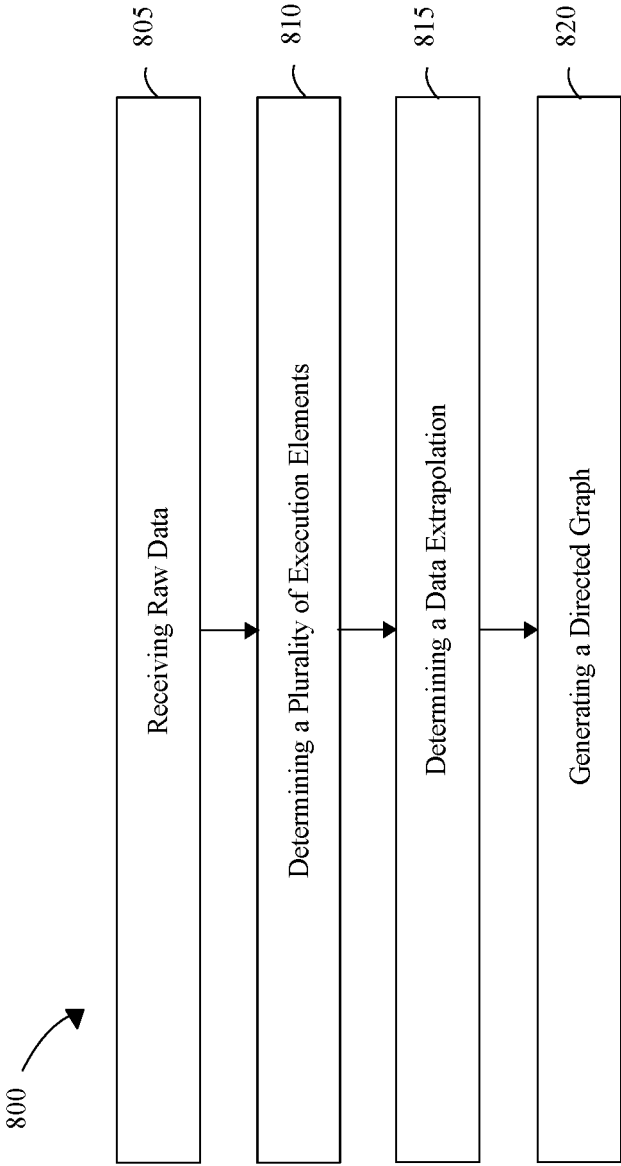 800
Receiving Raw Data
805
Determining a Plurality of Execution Elements
810
Determining a Data Extrapolation
815
Generating a Directed Graph
820